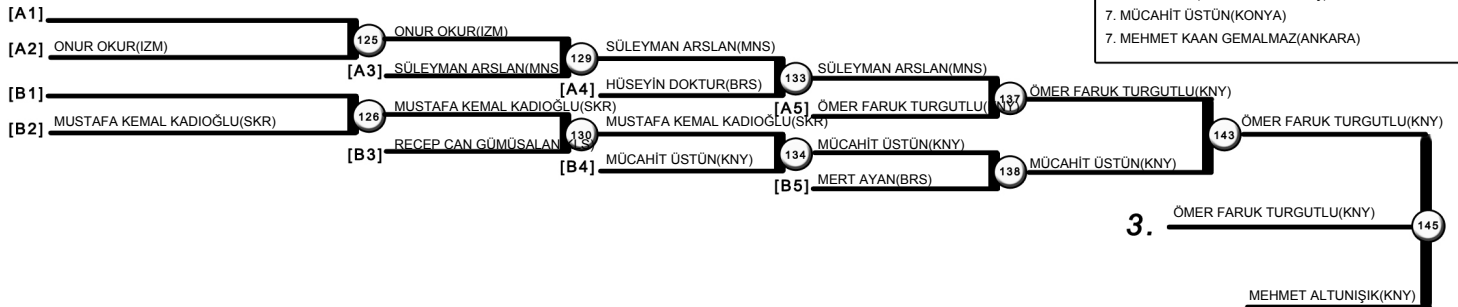 [A1]
[A2] ONUR OKUR(IZM)
125
ONUR OKUR(IZM)
[A3] SÜLEYMAN ARSLAN(MNS)
129
SÜLEYMAN ARSLAN(MNS)
[A4] HÜSEYİN DOKTUR(BRS)
133
SÜLEYMAN ARSLAN(MNS)
[A5] ÖMER FARUK TURGUTLU(KNY)
137
ÖMER FARUK TURGUTLU(KNY)
[B1]
[B2] MUSTAFA KEMAL KADIOĞLU(SKR)
126
MUSTAFA KEMAL KADIOĞLU(SKR)
[B3] RECEP CAN GÜMÜŞALAN(KLS)
130
MUSTAFA KEMAL KADIOĞLU(SKR)
[B4] MÜCAHİT ÜSTÜN(KNY)
134
MÜCAHİT ÜSTÜN(KNY)
[B5] MERT AYAN(BRS)
138
MÜCAHİT ÜSTÜN(KNY)
143
ÖMER FARUK TURGUTLU(KNY)
3. ÖMER FARUK TURGUTLU(KNY)
145
MEHMET ALTUNIŞIK(KNY)
7. MÜCAHİT ÜSTÜN(KONYA)
7. MEHMET KAAN GEMALMAZ(ANKARA)